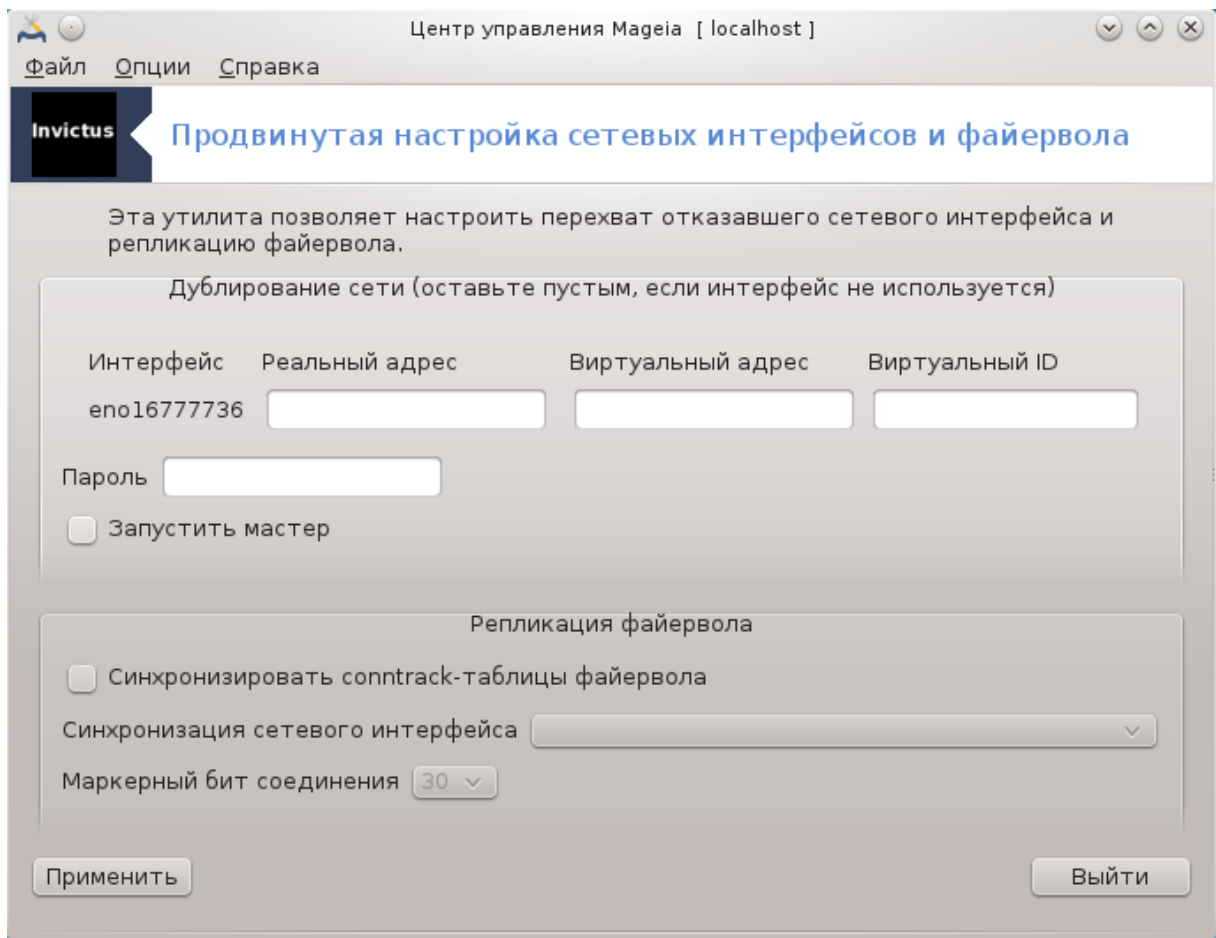 Центр управления Mageia [ localhost ]
Файл Опции Справка
Invictus
Продвинутая настройка сетевых интерфейсов и файервола
Эта утилита позволяет настроить перехват отказавшего сетевого интерфейса и
репликацию файервола.
Дублирование сети (оставьте пустым, если интерфейс не используется)
Интерфейс Реальный адрес Виртуальный адрес Виртуальный ID
eno16777736
Пароль
Запустить мастер
Репликация файервола
Синхронизировать conntrack-таблицы файервола
Синхронизация сетевого интерфейса
Маркерный бит соединения 30
Применить Выйти